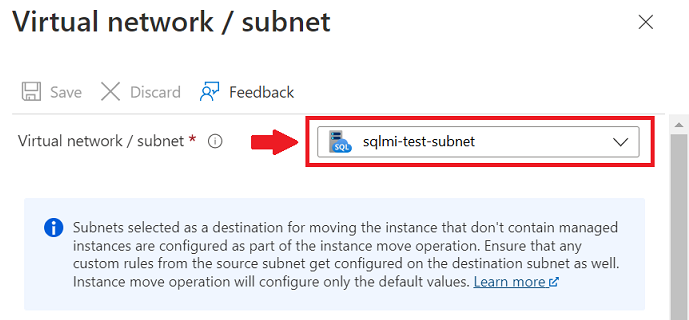 Virtual network / subnet
Save Discard Feedback
Virtual network / subnet * sqlmi-test-subnet
SQL
Subnets selected as a destination for moving the instance that don't contain managed
instances are configured as part of the instance move operation. Ensure that any
custom rules from the source subnet get configured on the destination subnet as well.
Instance move operation will configure only the default values. Learn more